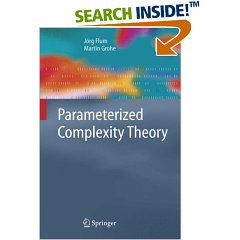 SEARCH INSIDE!™
Jörg Flum
Martin Grohe
Parameterized
Complexity Theory
Springer